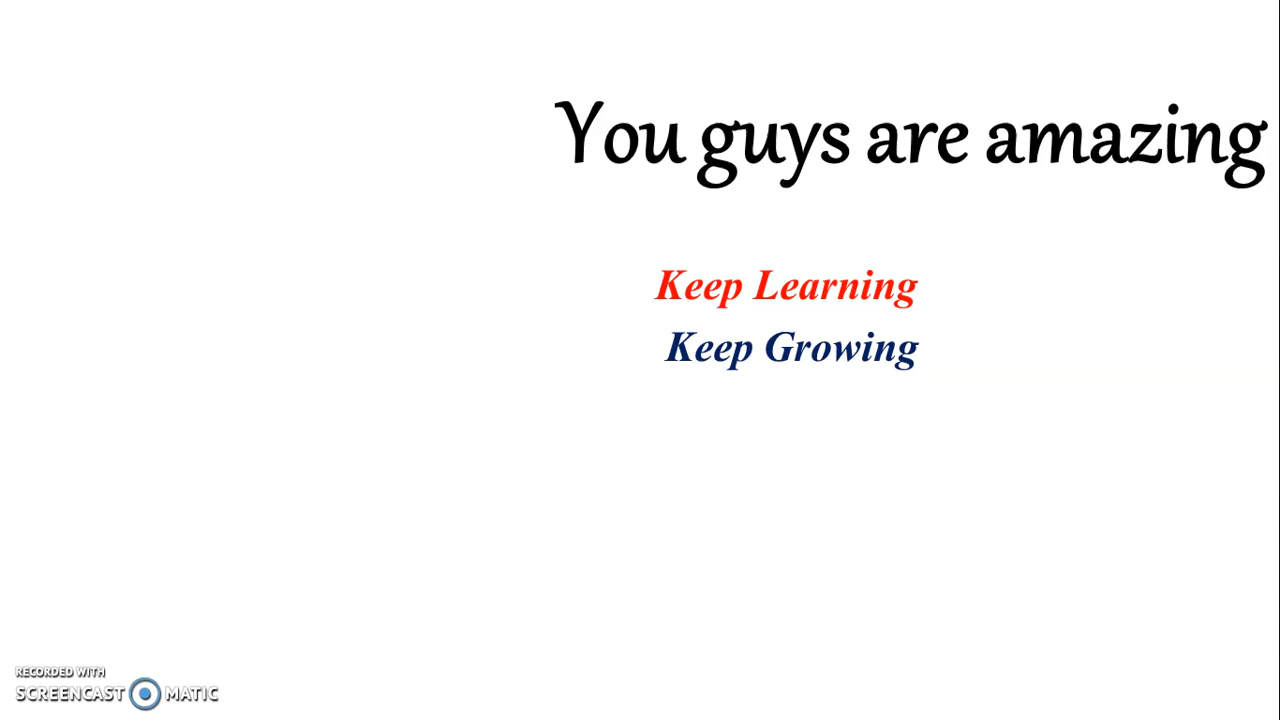 You guys are amazing
Keep Learning
Keep Growing
RECORDED WITH
SCREENCAST MATIC